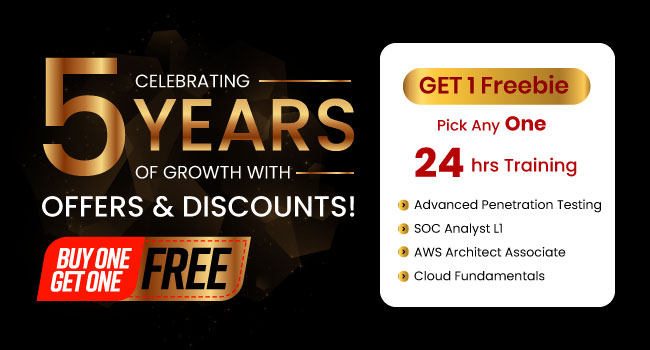 5
CELEBRATING
YEARS
OF GROWTH WITH
OFFERS & DISCOUNTS!
BUY ONE
GET ONE
FREE
GET 1 Freebie
Pick Any One
24 hrs Training
Advanced Penetration Testing
SOC Analyst L1
AWS Architect Associate
Cloud Fundamentals